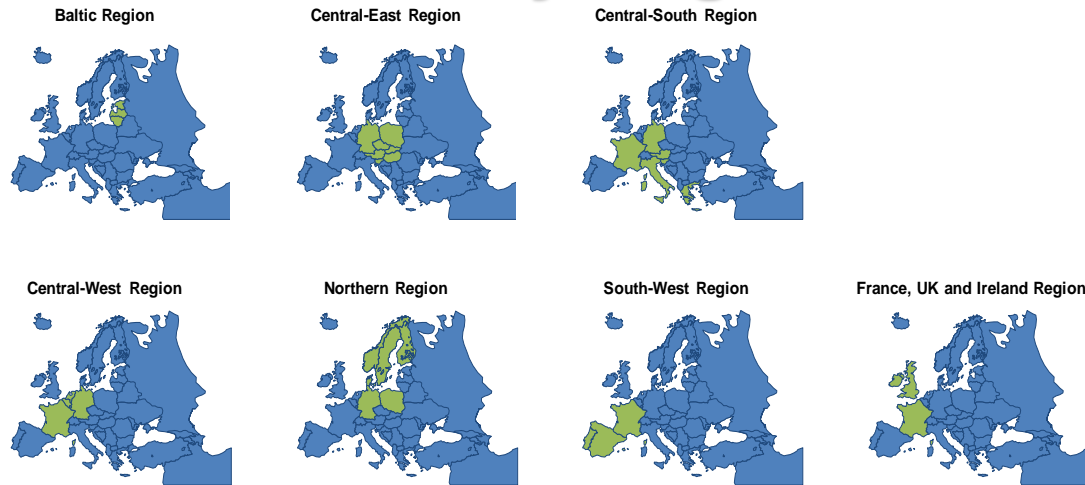 Baltic Region
Central-East Region
Central-South Region
Central-West Region
Northern Region
South-West Region
France, UK and Ireland Region